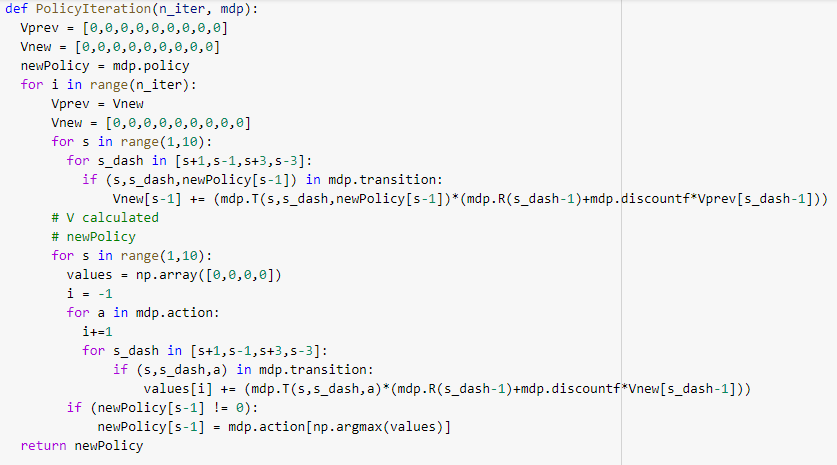 def PolicyIteration(n_iter, mdp):
  Vprev = [0,0,0,0,0,0,0,0,0]
  Vnew = [0,0,0,0,0,0,0,0,0]
  newPolicy = mdp.policy
  for i in range(n_iter):
      Vprev = Vnew
      Vnew = [0,0,0,0,0,0,0,0,0]
      for s in range(1,10):
        for s_dash in [s+1,s-1,s+3,s-3]:
          if (s,s_dash,newPolicy[s-1]) in mdp.transition:
              Vnew[s-1] += (mdp.T(s,s_dash,newPolicy[s-1])*(mdp.R(s_dash-1)+mdp.discountf*Vprev[s_dash-1]))
      # V calculated
      # newPolicy
      for s in range(1,10):
        values = np.array([0,0,0,0])
        i = -1
        for a in mdp.action:
          i+=1
          for s_dash in [s+1,s-1,s+3,s-3]:
              if (s,s_dash,a) in mdp.transition:
                  values[i] += (mdp.T(s,s_dash,a)*(mdp.R(s_dash-1)+mdp.discountf*Vnew[s_dash-1]))
        if (newPolicy[s-1] != 0):
            newPolicy[s-1] = mdp.action[np.argmax(values)]
  return newPolicy